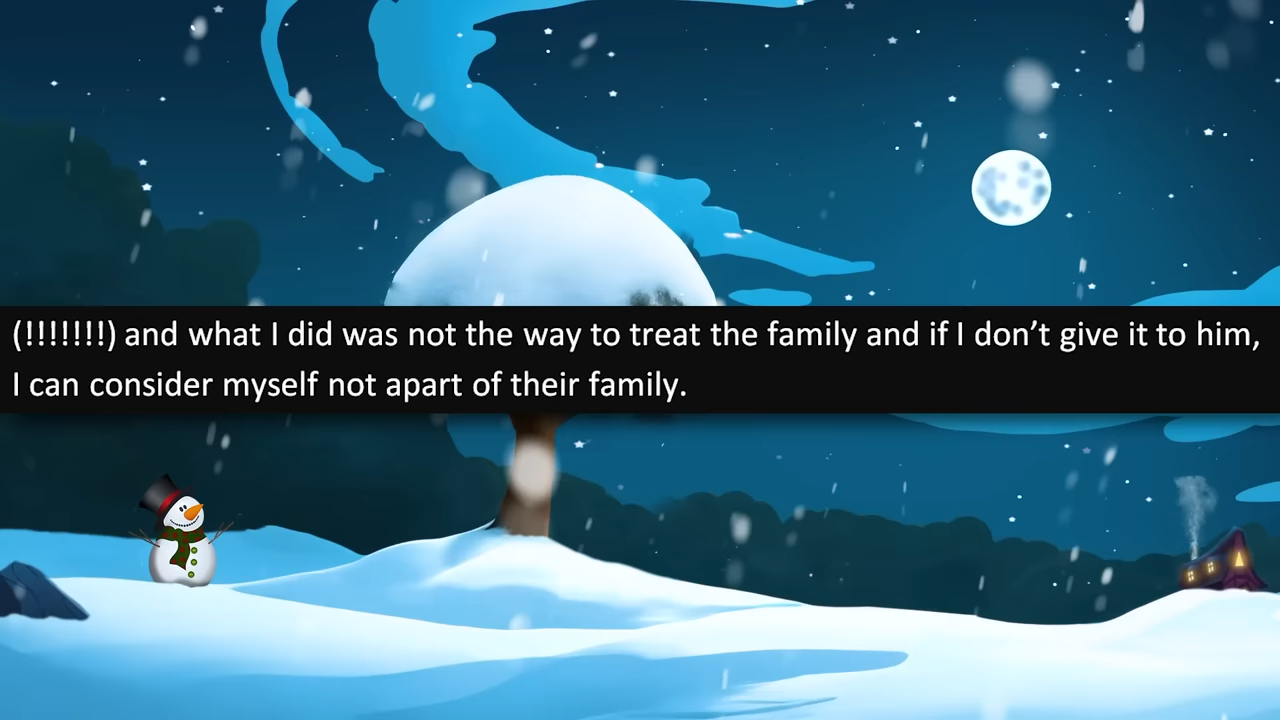 (!!!!!!!) and what I did was not the way to treat the family and if I don’t give it to him,
I can consider myself not apart of their family.